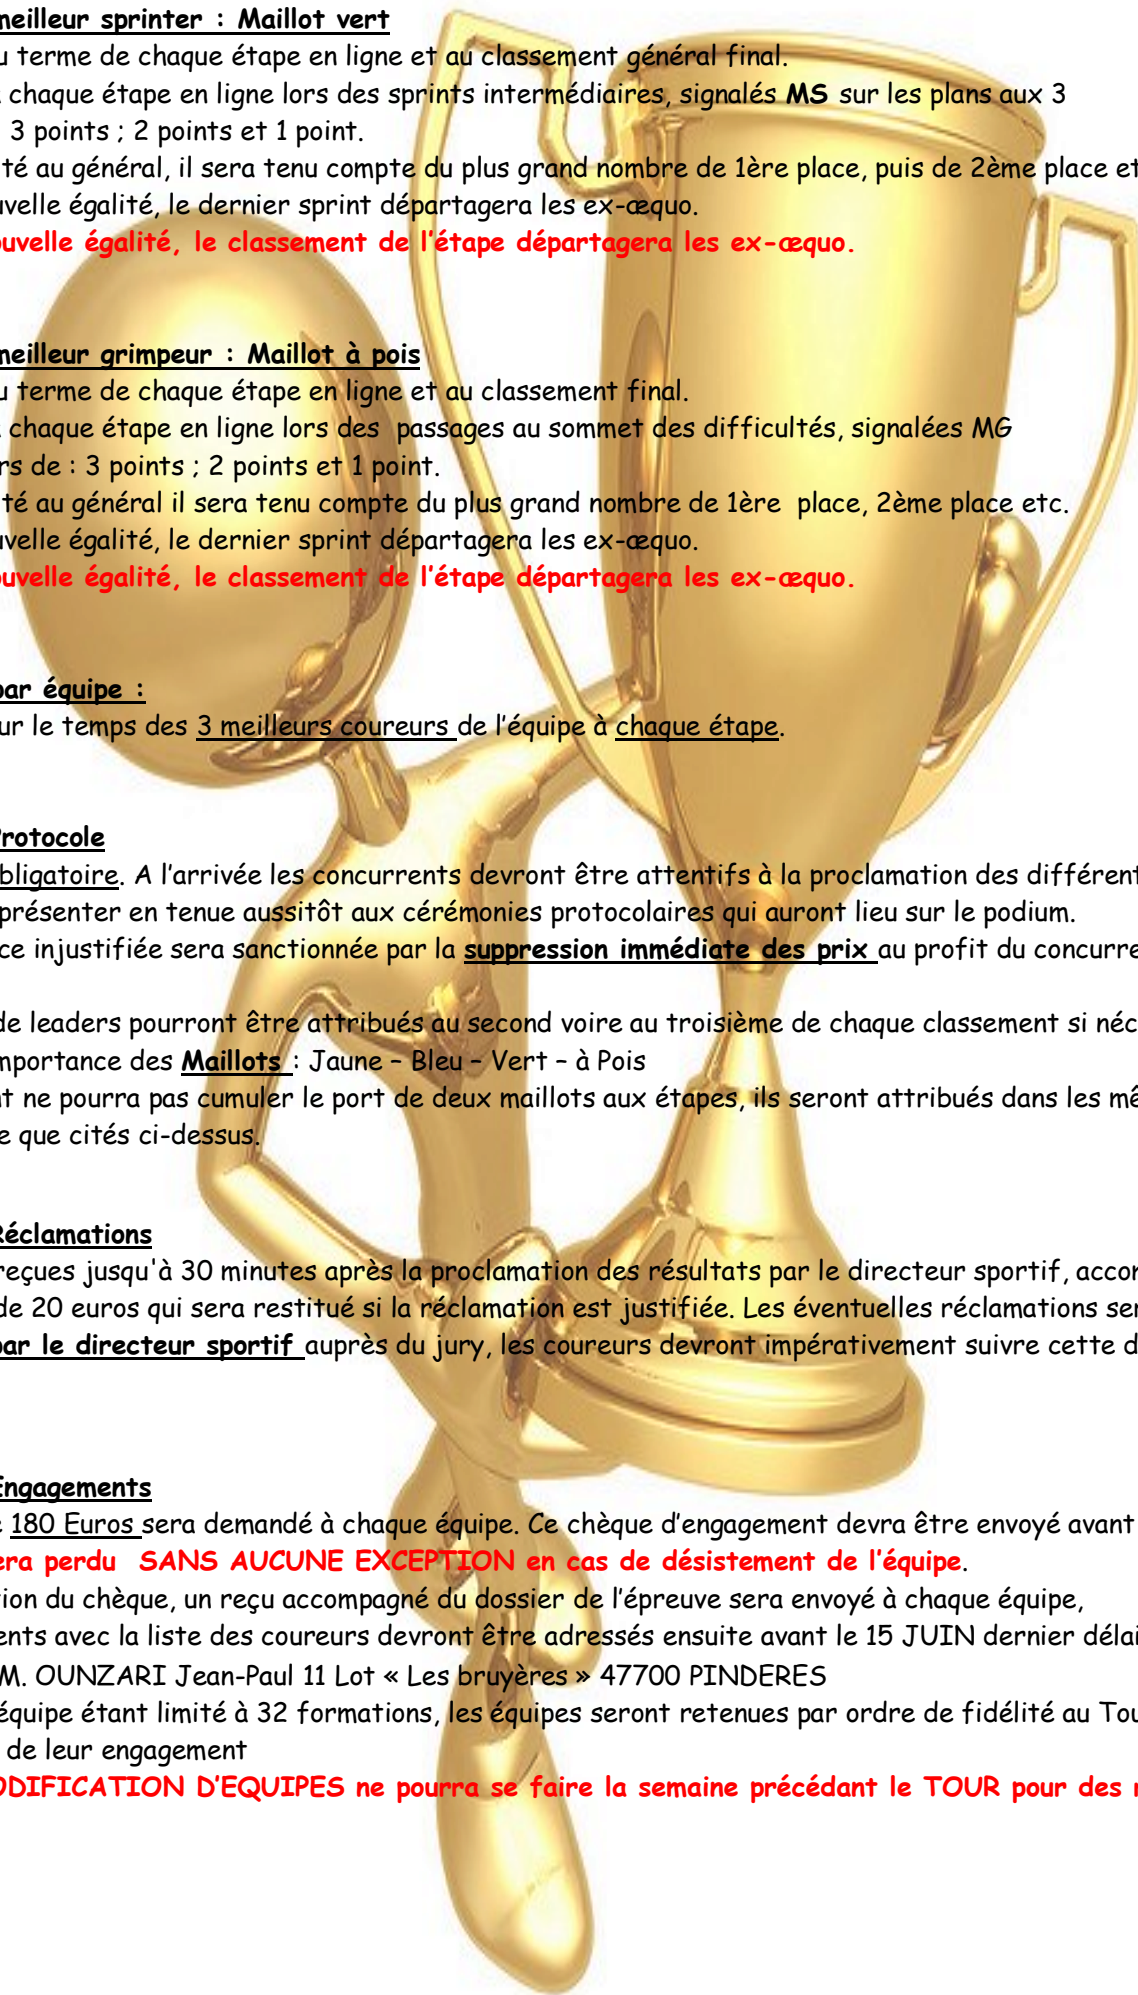 meilleur sprinter : Maillot vert
u terme de chaque étape en ligne et au classement général final.
chaque étape en ligne lors des sprints intermédiaires, signalés MS sur les plans aux 3
3 points ; 2 points et 1 point.
té au général, il sera tenu compte du plus grand nombre de 1ère place, puis de 2ème place et
uvelle égalité, le dernier sprint départagera les ex-æquo.
ouvelle égalité, le classement de l'étape départagera les ex-æquo.
meilleur grimpeur : Maillot à pois
u terme de chaque étape en ligne et au classement final.
chaque étape en ligne lors des passages au sommet des difficultés, signalées MG
rs de : 3 points ; 2 points et 1 point.
té au général il sera tenu compte du plus grand nombre de 1ère place, 2ème place etc.
uvelle égalité, le dernier sprint départagera les ex-æquo.
ouvelle égalité, le classement de l'étape départagera les ex-æquo.
par équipe :
ur le temps des 3 meilleurs coureurs de l'équipe à chaque étape.
Protocole
obligatoire. A l'arrivée les concurrents devront être attentifs à la proclamation des différent
présenter en tenue aussitôt aux cérémonies protocolaires qui auront lieu sur le podium.
ce injustifiée sera sanctionnée par la suppression immédiate des prix au profit du concurre
de leaders pourront être attribués au second voire au troisième de chaque classement si néc
importance des Maillots : Jaune – Bleu – Vert – à Pois
t ne pourra pas cumuler le port de deux maillots aux étapes, ils seront attribués dans les mê
e que cités ci-dessus.
Réclamations
reçues jusqu'à 30 minutes après la proclamation des résultats par le directeur sportif, accor
de 20 euros qui sera restitué si la réclamation est justifiée. Les éventuelles réclamations ser
par le directeur sportif auprès du jury, les coureurs devront impérativement suivre cette d
Engagements
e 180 Euros sera demandé à chaque équipe. Ce chèque d'engagement devra être envoyé avant
sera perdu SANS AUCUNE EXCEPTION en cas de désistement de l'équipe.
tion du chèque, un reçu accompagné du dossier de l'épreuve sera envoyé à chaque équipe,
ents avec la liste des coureurs devront être adressés ensuite avant le 15 JUIN dernier délai
M. OUNZARI Jean-Paul 11 Lot « Les bruyères » 47700 PINDERES
équipe étant limité à 32 formations, les équipes seront retenues par ordre de fidélité au Tou
de leur engagement
ODIFICATION D'EQUIPES ne pourra se faire la semaine précédant le TOUR pour des r